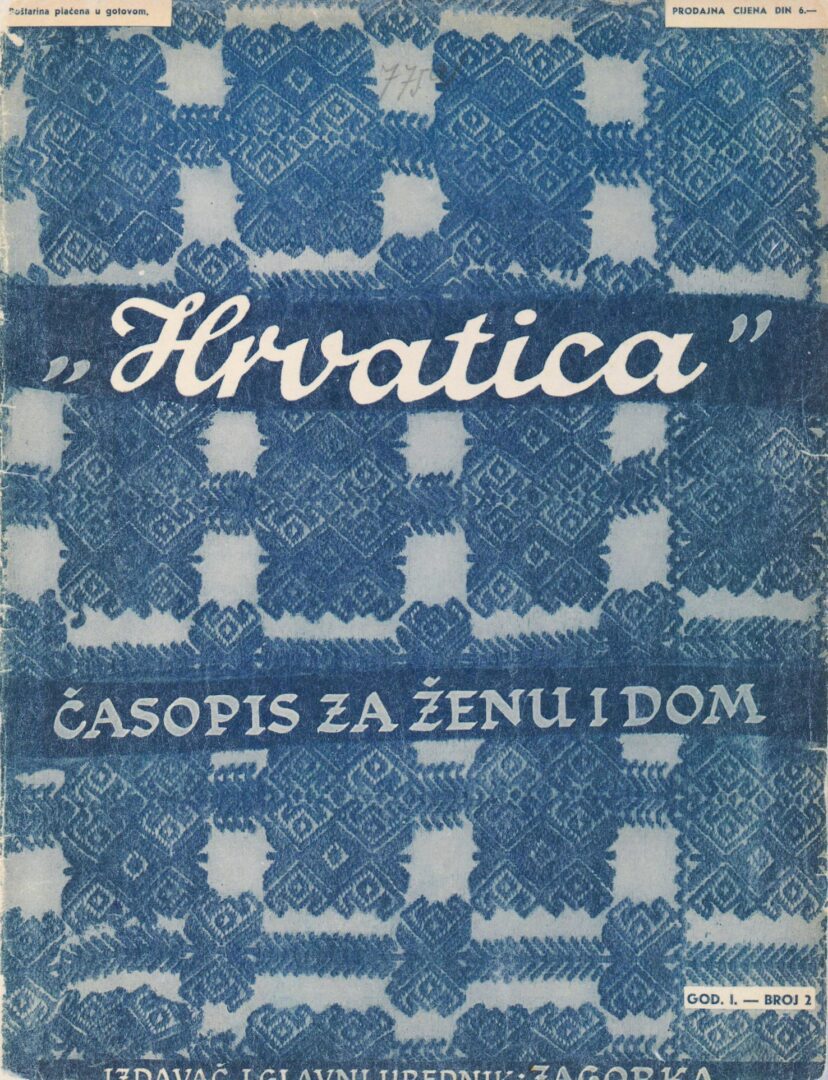 Poštarina plaćena u gotovom.
PRODAJNA CIJENA DIN 6.—
„Hrvatica”
ČASOPIS ZA ŽENU I DOM
GOD. I. — BROJ 2
IZDAVAČ I GLAVNI UREDNIK: ZAGORKA